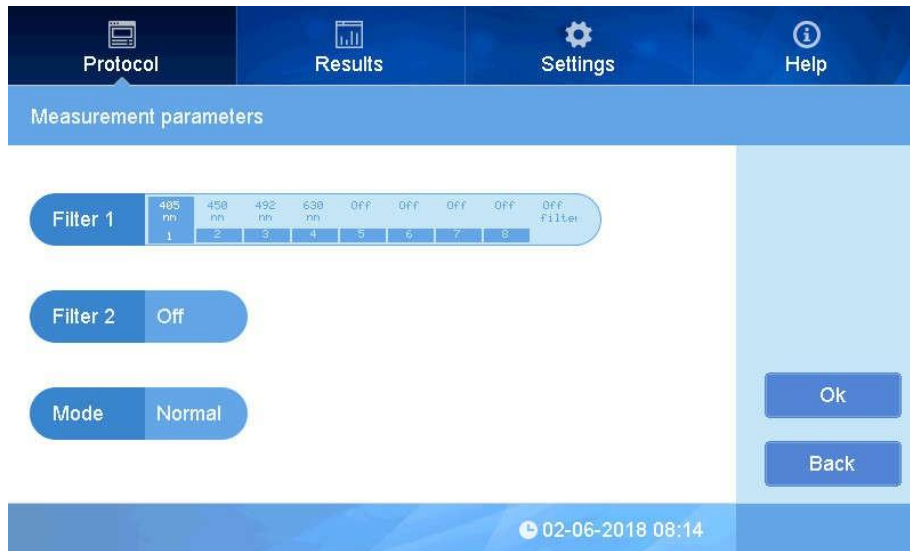 Protocol Results Settings Help
Measurement parameters
Filter 1
405 450 492 630 Off Off Off Off Off
nm nm nm nm filter
1 2 3 4 5 6 7 8
Filter 2 Off
Mode Normal
Ok
Back
02-06-2018 08:14